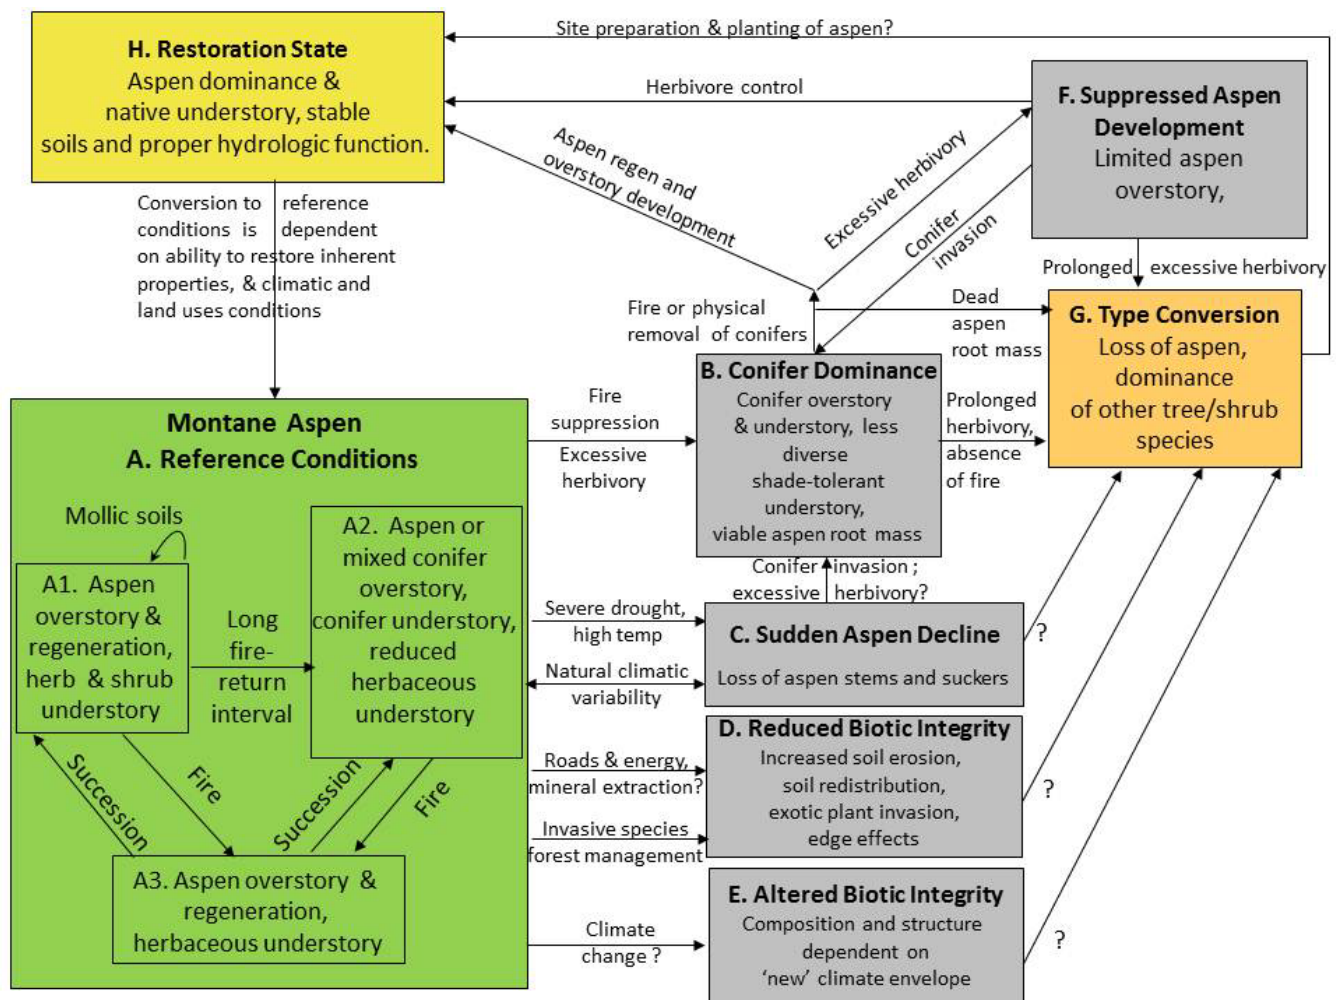 Site preparation & planting of aspen?
H. Restoration State
Aspen dominance &
native understory, stable
soils and proper hydrologic function.
Herbivore control
F. Suppressed Aspen
Development
Limited aspen
overstory,
Aspen regen and
overstory development
Excessive herbivory
Conifer
invasion
Conversion to reference
conditions is dependent
on ability to restore inherent
properties, & climatic and
land uses conditions
Prolonged excessive herbivory
Fire or physical
removal of conifers
Dead
aspen
root mass
G. Type Conversion
Loss of aspen,
dominance
of other tree/shrub
species
B. Conifer Dominance
Conifer overstory
& understory, less
diverse
shade-tolerant
understory,
viable aspen root mass
Prolonged
herbivory,
absence
of fire
Fire
suppression
Excessive
herbivory
Montane Aspen
A. Reference Conditions
Mollic soils
A1. Aspen
overstory &
regeneration,
herb & shrub
understory
Long
fire-
return
interval
A2. Aspen or
mixed conifer
overstory,
conifer understory,
reduced
herbaceous
understory
Succession
Fire
Succession
Fire
A3. Aspen overstory &
regeneration,
herbaceous understory
Conifer invasion ;
excessive herbivory?
Severe drought,
high temp
Natural climatic
variability
C. Sudden Aspen Decline
Loss of aspen stems and suckers
?
Roads & energy,
mineral extraction?
Invasive species
forest management
D. Reduced Biotic Integrity
Increased soil erosion,
soil redistribution,
exotic plant invasion,
edge effects
?
Climate
change ?
E. Altered Biotic Integrity
Composition and structure
dependent on
‘new’ climate envelope
?